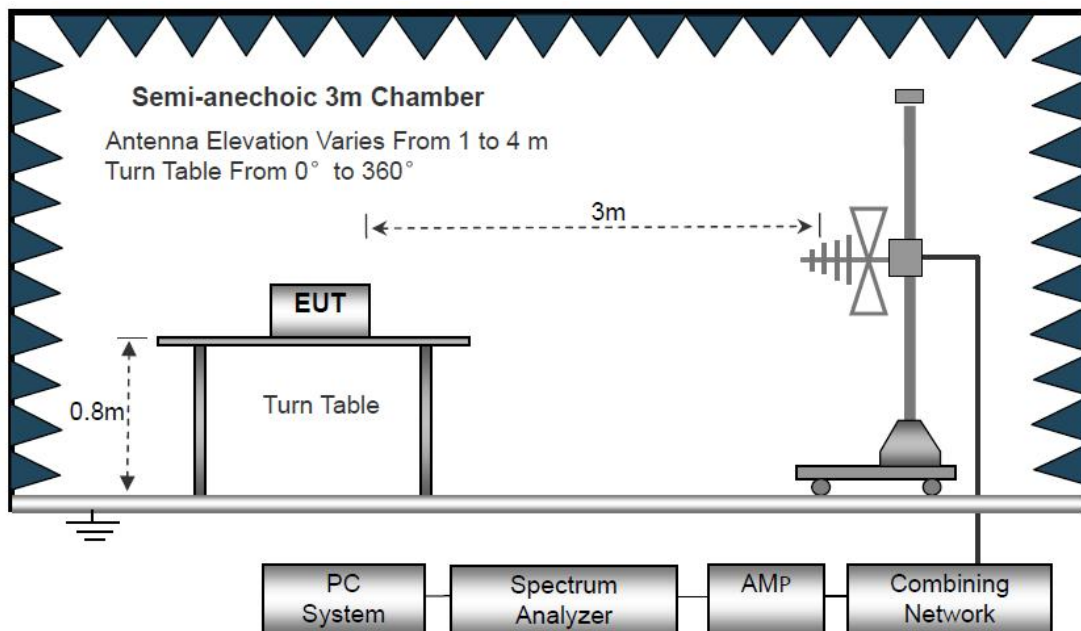 Semi-anechoic 3m Chamber
Antenna Elevation Varies From 1 to 4 m
Turn Table From 0° to 360°
3m
EUT
0.8m
Turn Table
PC
System
Spectrum
Analyzer
AMP
Combining
Network